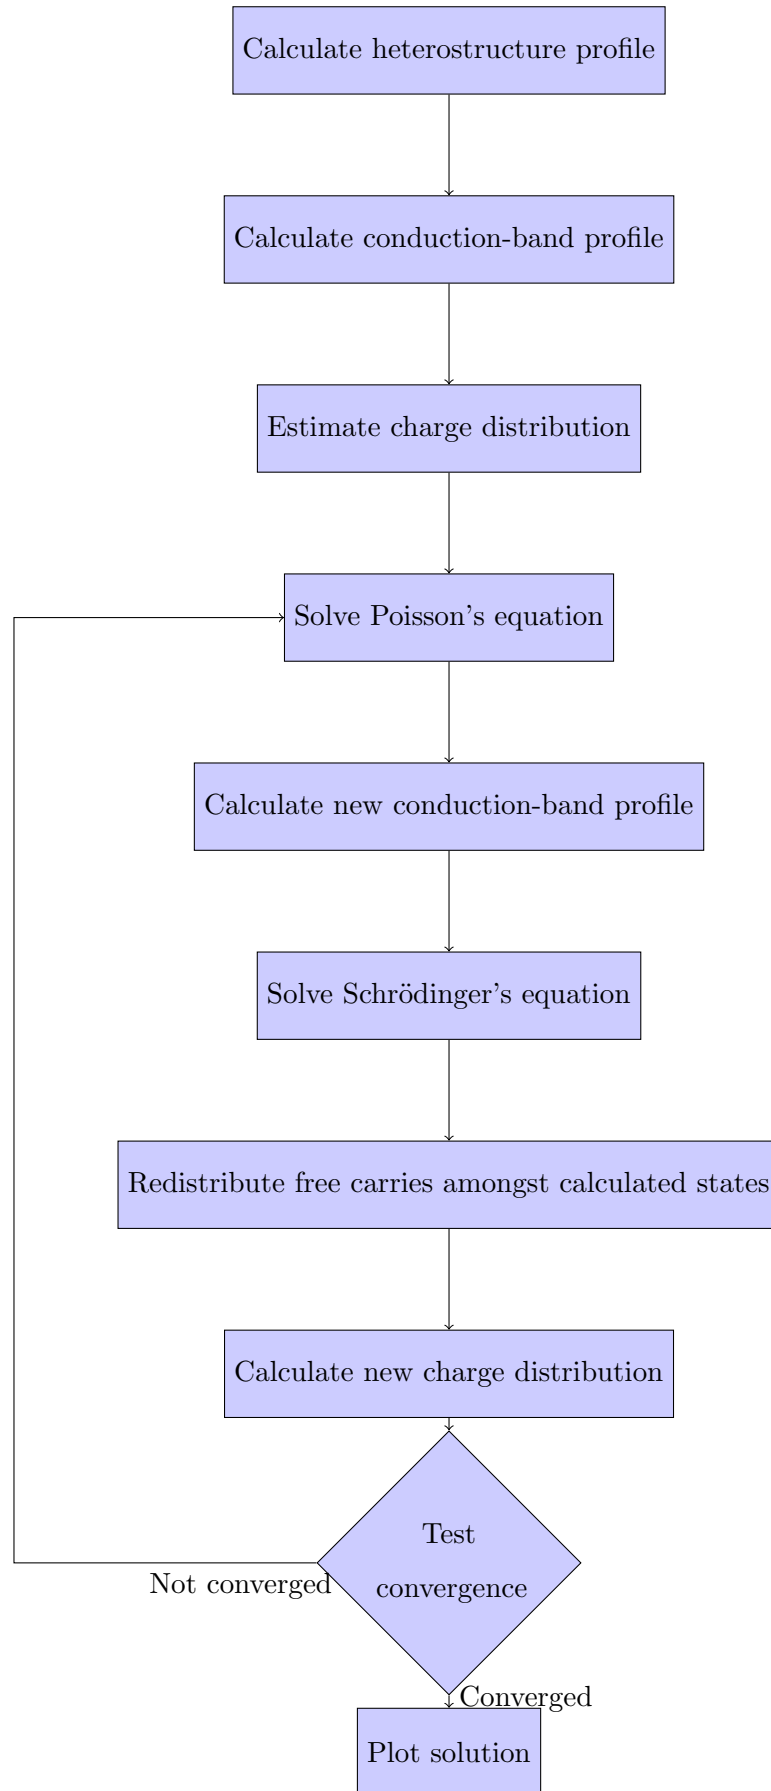 Calculate heterostructure profile
Calculate conduction-band profile
Estimate charge distribution
Solve Poisson's equation
Calculate new conduction-band profile
Solve Schrödinger's equation
Redistribute free carries amongst calculated states
Calculate new charge distribution
Test
convergence
Not converged
Converged
Plot solution